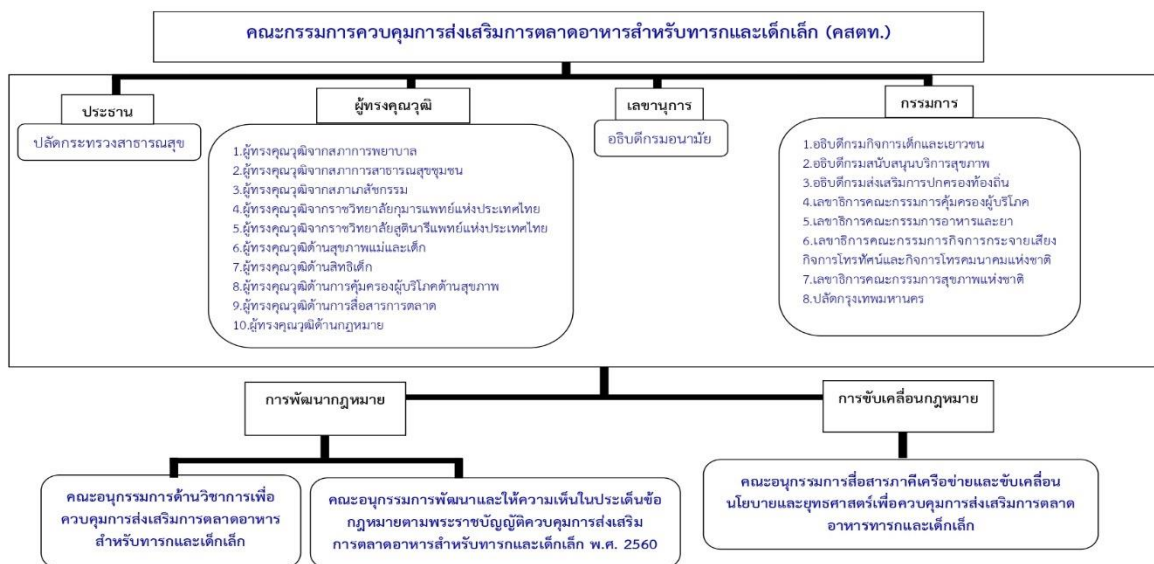 คณะกรรมการควบคุมการส่งเสริมการตลาดอาหารสำหรับทารกและเด็กเล็ก (คสตท.)
ประธาน
ปลัดกระทรวงสาธารณสุข
ผู้ทรงคุณวุฒิ
1.ผู้ทรงคุณวุฒิจากสภาการพยาบาล
2.ผู้ทรงคุณวุฒิจากสภาการสาธารณสุขชุมชน
3.ผู้ทรงคุณวุฒิจากสภาเภสัชกรรม
4.ผู้ทรงคุณวุฒิจากราชวิทยาลัยกุมารแพทย์แห่งประเทศไทย
5.ผู้ทรงคุณวุฒิจากราชวิทยาลัยสูตินารีแพทย์แห่งประเทศไทย
6.ผู้ทรงคุณวุฒิด้านสุขภาพแม่และเด็ก
7.ผู้ทรงคุณวุฒิด้านสิทธิเด็ก
8.ผู้ทรงคุณวุฒิด้านการคุ้มครองผู้บริโภคด้านสุขภาพ
9.ผู้ทรงคุณวุฒิด้านการสื่อสารการตลาด
10.ผู้ทรงคุณวุฒิด้านกฎหมาย
เลขานุการ
อธิบดีกรมอนามัย
กรรมการ
1.อธิบดีกรมกิจการเด็กและเยาวชน
2.อธิบดีกรมสนับสนุนบริการสุขภาพ
3.อธิบดีกรมส่งเสริมการปกครองท้องถิ่น
4.เลขาธิการคณะกรรมการคุ้มครองผู้บริโภค
5.เลขาธิการคณะกรรมการอาหารและยา
6.เลขาธิการคณะกรรมการกิจการกระจายเสียง
กิจการโทรทัศน์และกิจการโทรคมนาคมแห่งชาติ
7.เลขาธิการคณะกรรมการสุขภาพแห่งชาติ
8.ปลัดกรุงเทพมหานคร
การพัฒนากฎหมาย
คณะอนุกรรมการด้านวิชาการเพื่อ
ควบคุมการส่งเสริมการตลาดอาหาร
สำหรับทารกและเด็กเล็ก
คณะอนุกรรมการพัฒนาและให้ความเห็นในประเด็นข้อ
กฎหมายตามพระราชบัญญัติควบคุมการส่งเสริม
การตลาดอาหารสำหรับทารกและเด็กเล็ก พ.ศ. 2560
การขับเคลื่อนกฎหมาย
คณะอนุกรรมการสื่อสารภาคีเครือข่ายและขับเคลื่อน
นโยบายและยุทธศาสตร์เพื่อควบคุมการส่งเสริมการตลาด
อาหารทารกและเด็กเล็ก